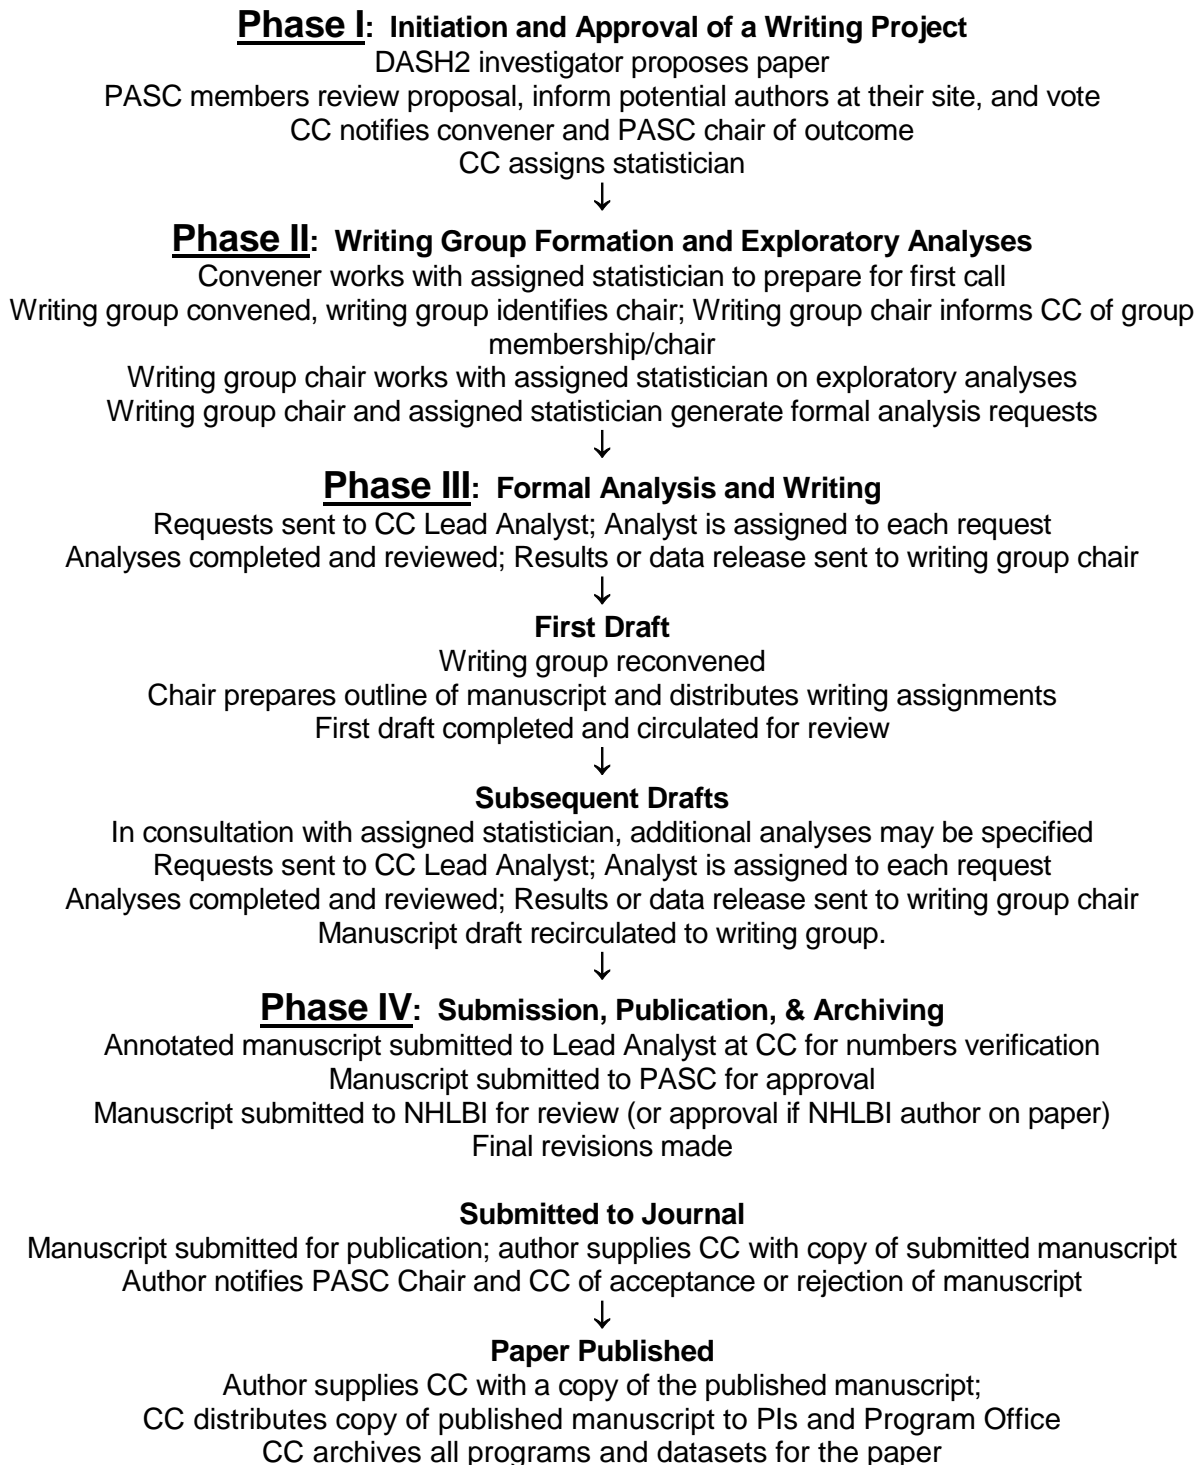 Phase I: Initiation and Approval of a Writing Project
DASH2 investigator proposes paper
PASC members review proposal, inform potential authors at their site, and vote
CC notifies convener and PASC chair of outcome
CC assigns statistician
↓
Phase II: Writing Group Formation and Exploratory Analyses
Convener works with assigned statistician to prepare for first call
Writing group convened, writing group identifies chair; Writing group chair informs CC of group
membership/chair
Writing group chair works with assigned statistician on exploratory analyses
Writing group chair and assigned statistician generate formal analysis requests
↓
Phase III: Formal Analysis and Writing
Requests sent to CC Lead Analyst; Analyst is assigned to each request
Analyses completed and reviewed; Results or data release sent to writing group chair
↓
First Draft
Writing group reconvened
Chair prepares outline of manuscript and distributes writing assignments
First draft completed and circulated for review
↓
Subsequent Drafts
In consultation with assigned statistician, additional analyses may be specified
Requests sent to CC Lead Analyst; Analyst is assigned to each request
Analyses completed and reviewed; Results or data release sent to writing group chair
Manuscript draft recirculated to writing group.
↓
Phase IV: Submission, Publication, & Archiving
Annotated manuscript submitted to Lead Analyst at CC for numbers verification
Manuscript submitted to PASC for approval
Manuscript submitted to NHLBI for review (or approval if NHLBI author on paper)
Final revisions made
Submitted to Journal
Manuscript submitted for publication; author supplies CC with copy of submitted manuscript
Author notifies PASC Chair and CC of acceptance or rejection of manuscript
↓
Paper Published
Author supplies CC with a copy of the published manuscript;
CC distributes copy of published manuscript to PIs and Program Office
CC archives all programs and datasets for the paper